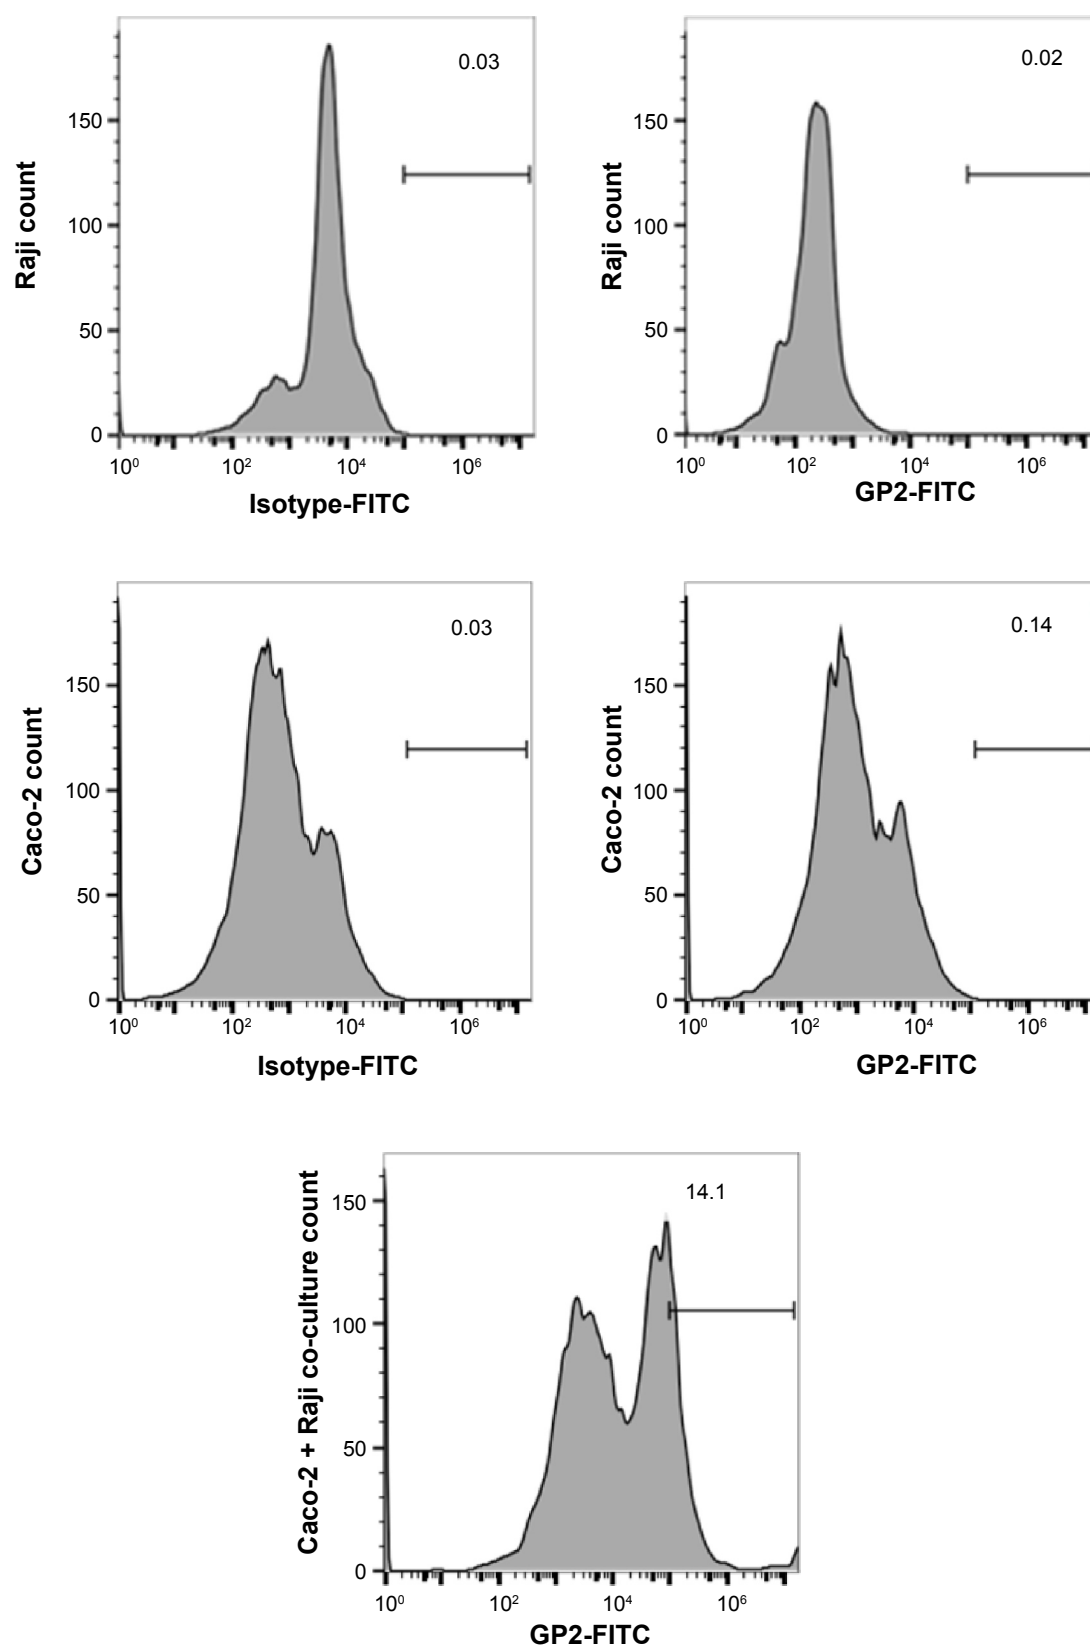 0.03
150
100
50
0
Raji count
10⁰ 10² 10⁴ 10⁶
Isotype-FITC
0.02
150
100
50
0
Raji count
10⁰ 10² 10⁴ 10⁶
GP2-FITC
0.03
150
100
50
0
Caco-2 count
10⁰ 10² 10⁴ 10⁶
Isotype-FITC
0.14
150
100
50
0
Caco-2 count
10⁰ 10² 10⁴ 10⁶
GP2-FITC
14.1
150
100
50
0
Caco-2 + Raji co-culture count
10⁰ 10² 10⁴ 10⁶
GP2-FITC